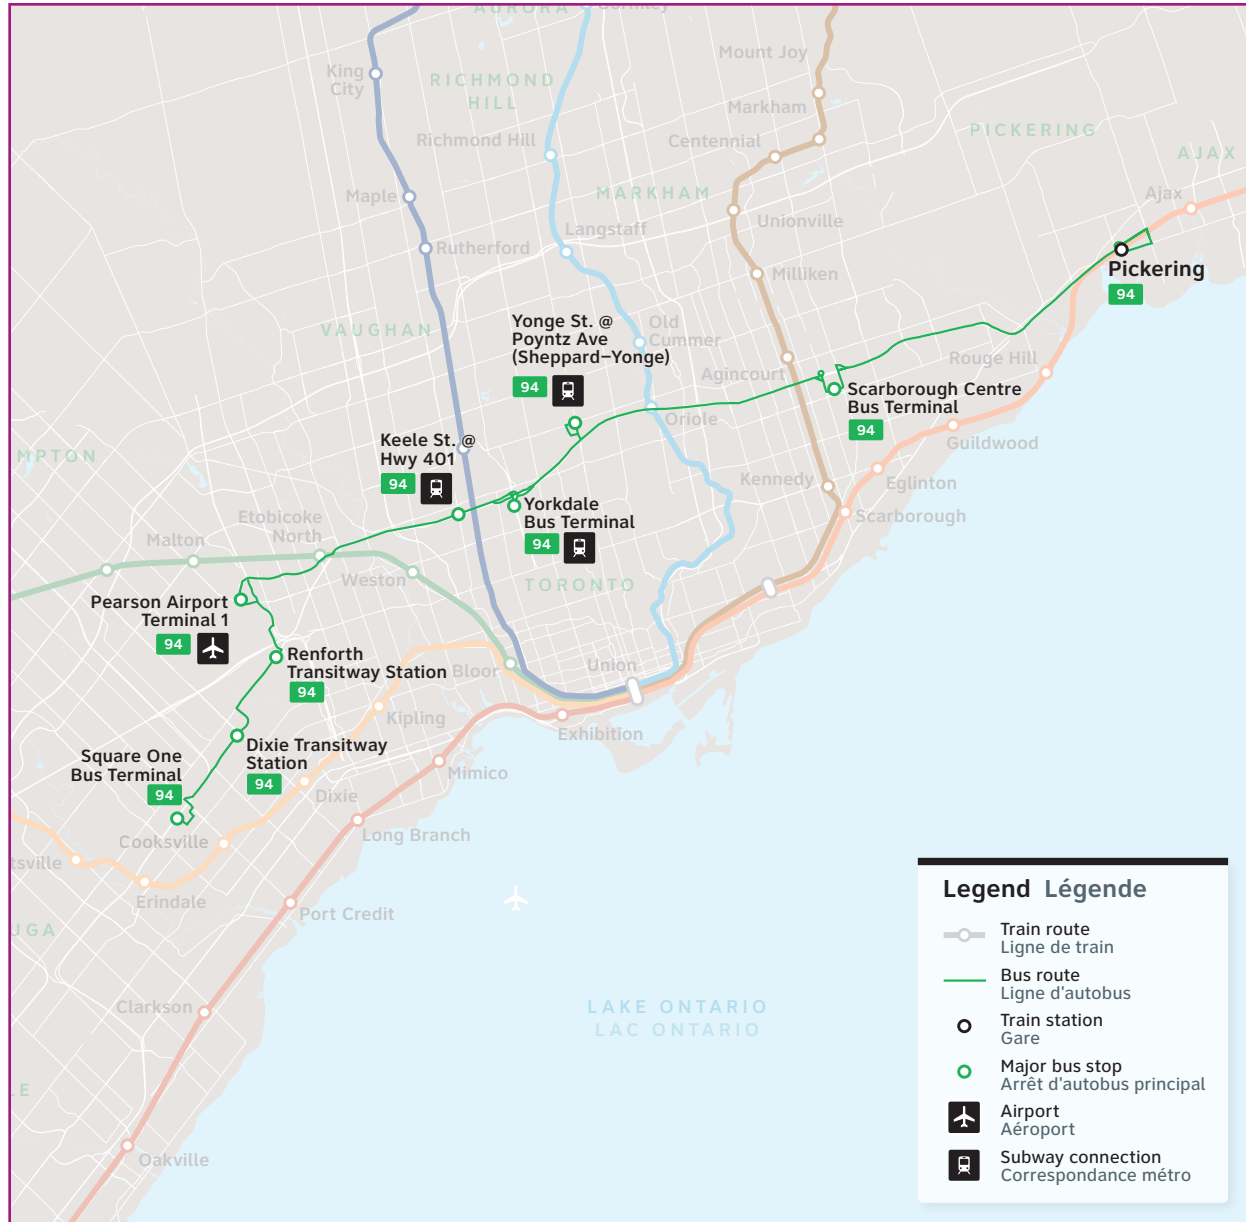 AURORA
Gormley
Mount Joy
King
City
RICHMOND
HILL
Markham
PICKERING
Richmond Hill
Centennial
AJAX
MARKHAM
Ajax
Maple
Unionville
Langstaff
Rutherford
Pickering
94
Milliken
VAUGHAN
Yonge St. @
Poyntz Ave
(Sheppard–Yonge)
94
Old
Cummer
Rouge Hill
Agincourt
Scarborough Centre
Bus Terminal
94
Oriole
Guildwood
Keele St. @
Hwy 401
94
MPTON
Kennedy
Eglinton
Yorkdale
Bus Terminal
94
Scarborough
Etobicoke
North
Malton
Weston
TORONTO
Pearson Airport
Terminal 1
94
Renforth
Transitway Station
94
Bloor
Union
Kipling
Exhibition
Dixie Transitway
Station
94
Square One
Bus Terminal
94
Mimico
Dixie
Cooksville
Long Branch
tsville
Erindale
Port Credit
UGA
Clarkson
LAKE ONTARIO
LAC ONTARIO
LE
Oakville
Legend Légende
Train route
Ligne de train
Bus route
Ligne d'autobus
Train station
Gare
Major bus stop
Arrêt d'autobus principal
Airport
Aéroport
Subway connection
Correspondance métro